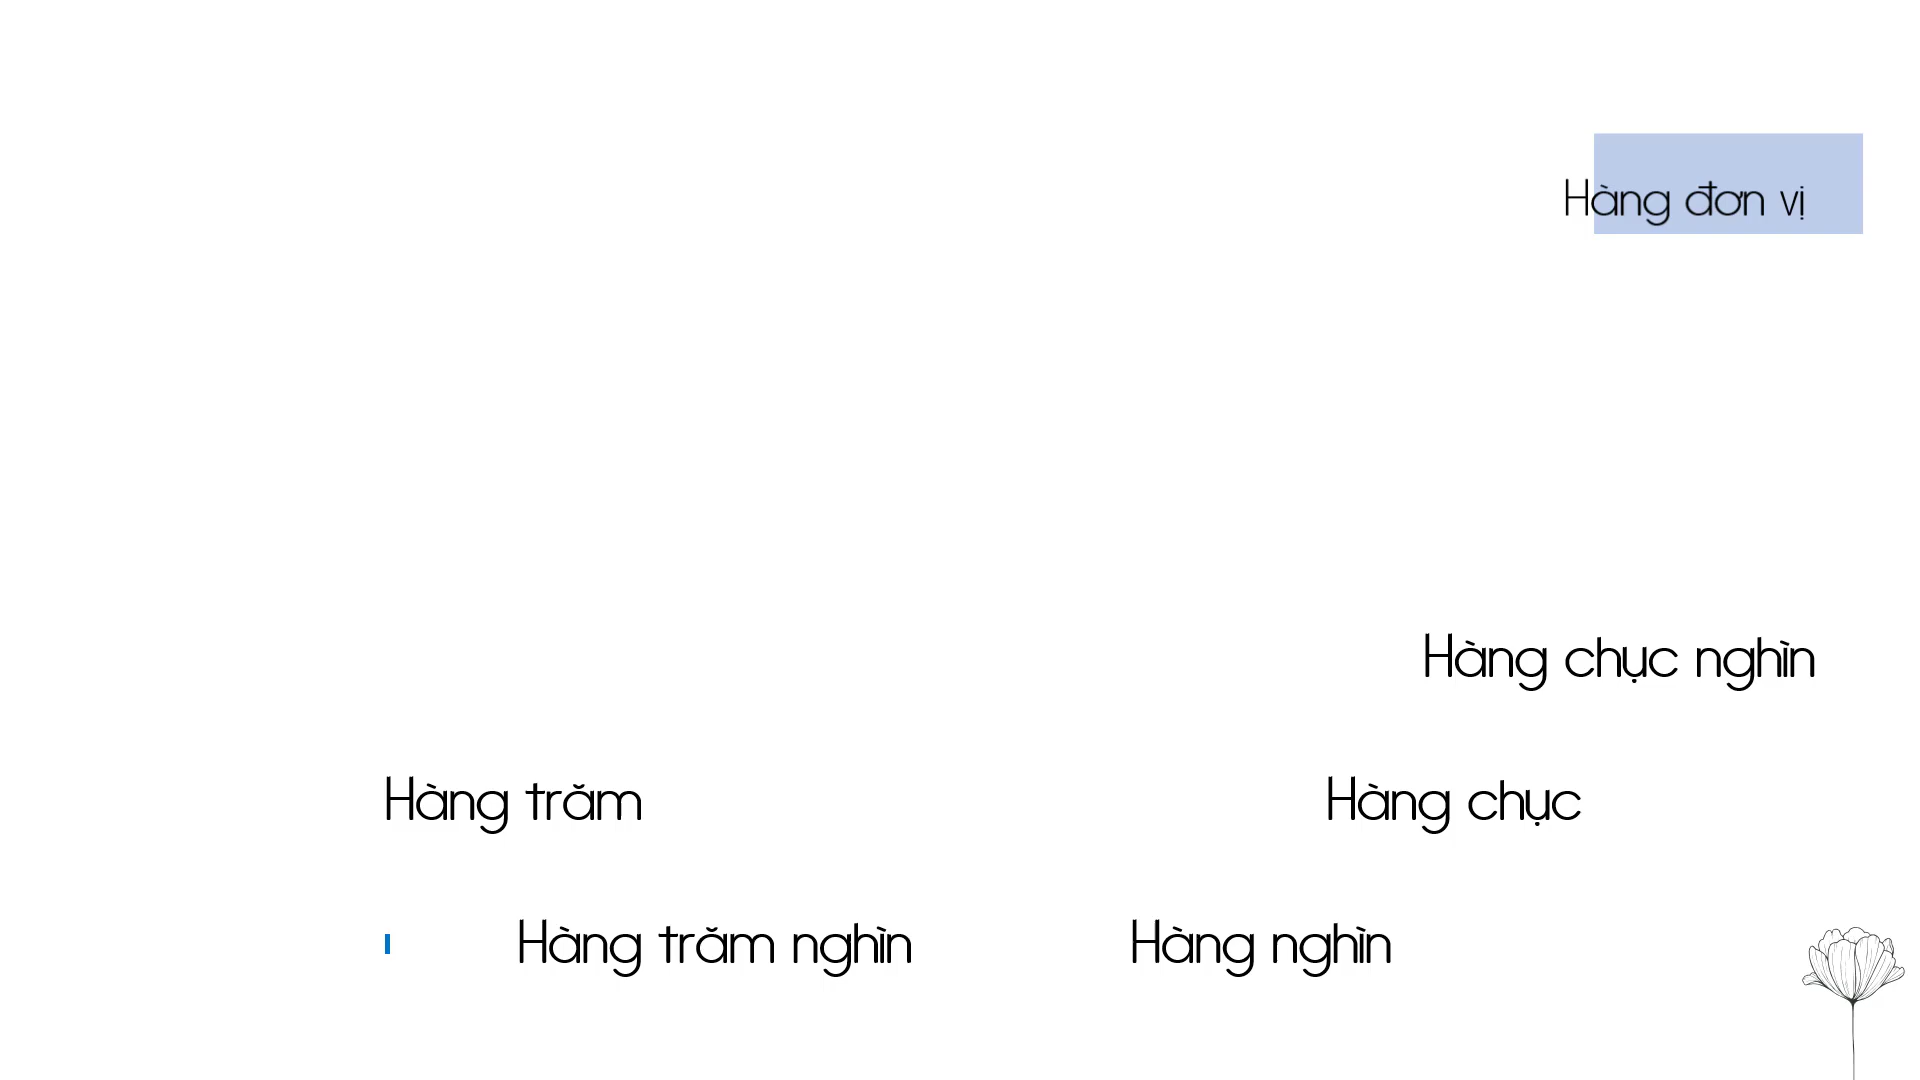 Hàng đơn vị
Hàng chục nghìn
Hàng trăm
Hàng chục
Hàng trăm nghìn
Hàng nghìn